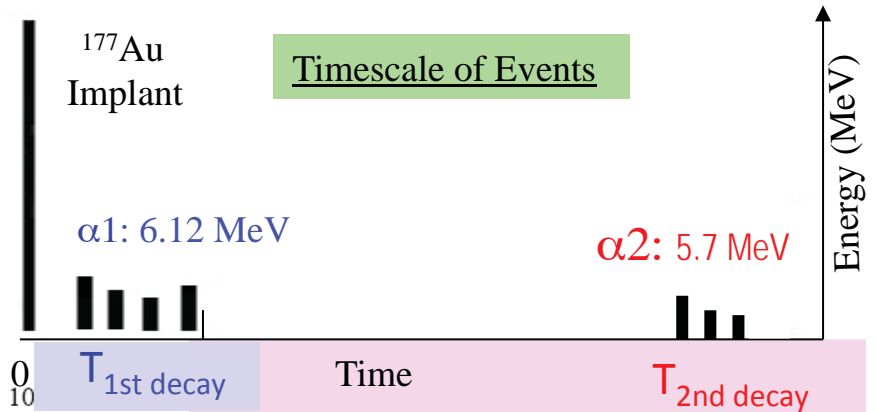 ¹⁷⁷Au
Implant
Timescale of Events
Energy (MeV)
α1: 6.12 MeV
α2: 5.7 MeV
0
10
T1st decay
Time
T2nd decay